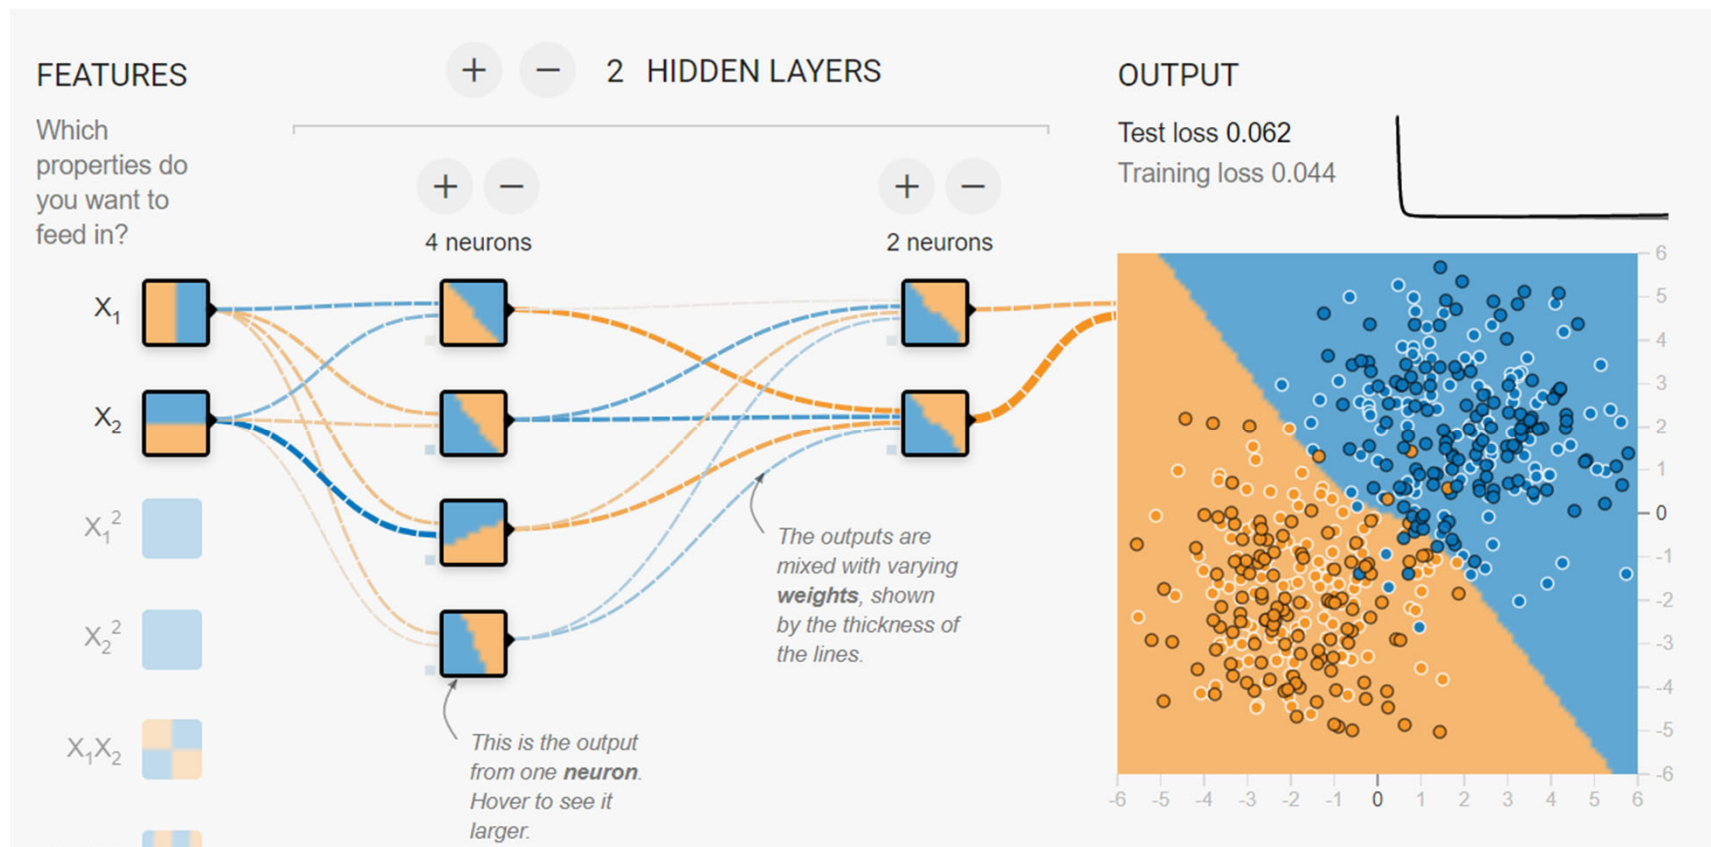 FEATURES
Which
properties do
you want to
feed in?
X₁
X₂
X₁²
X₂²
X₁X₂
+ − 2 HIDDEN LAYERS
+ −
4 neurons
+ −
2 neurons
This is the output
from one neuron.
Hover to see it
larger.
The outputs are
mixed with varying
weights, shown
by the thickness of
the lines.
OUTPUT
Test loss 0.062
Training loss 0.044
6
5
4
3
2
1
0
-1
-2
-3
-4
-5
-6
-6 -5 -4 -3 -2 -1 0 1 2 3 4 5 6